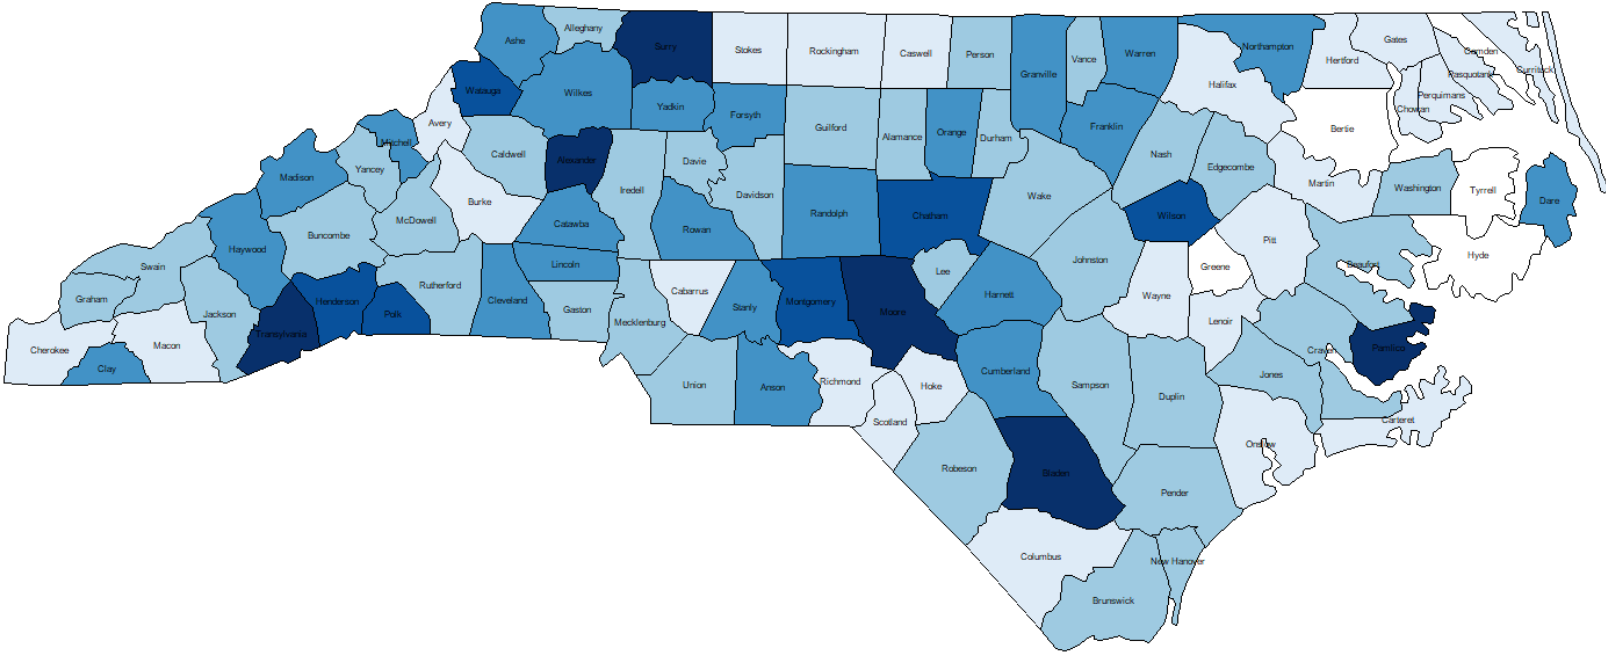 Alleghany
Ashe
Surry
Stokes
Rockingham
Caswell
Person
Vance
Granville
Warren
Northampton
Hertford
Gates
Camden
Currituck
Pasquotank
Perquimans
Chowan
Halifax
Watauga
Wilkes
Yadkin
Forsyth
Guilford
Alamance
Orange
Durham
Franklin
Bertie
Avery
Mitchell
Caldwell
Alexander
Davie
Nash
Edgecombe
Yancey
Madison
Iredell
Davidson
Wake
Martin
Washington
Tyrrell
Dare
Burke
McDowell
Catawba
Rowan
Randolph
Chatham
Wilson
Buncombe
Haywood
Pitt
Swain
Lincoln
Lee
Johnston
Greene
Beaufort
Hyde
Graham
Jackson
Henderson
Polk
Rutherford
Cleveland
Gaston
Cabarrus
Stanly
Montgomery
Moore
Harnett
Wayne
Lenoir
Mecklenburg
Transylvania
Cherokee
Macon
Clay
Craven
Pamlico
Jones
Union
Anson
Richmond
Hoke
Cumberland
Sampson
Duplin
Scotland
Carteret
Onslow
Robeson
Bladen
Pender
Columbus
New Hanover
Brunswick